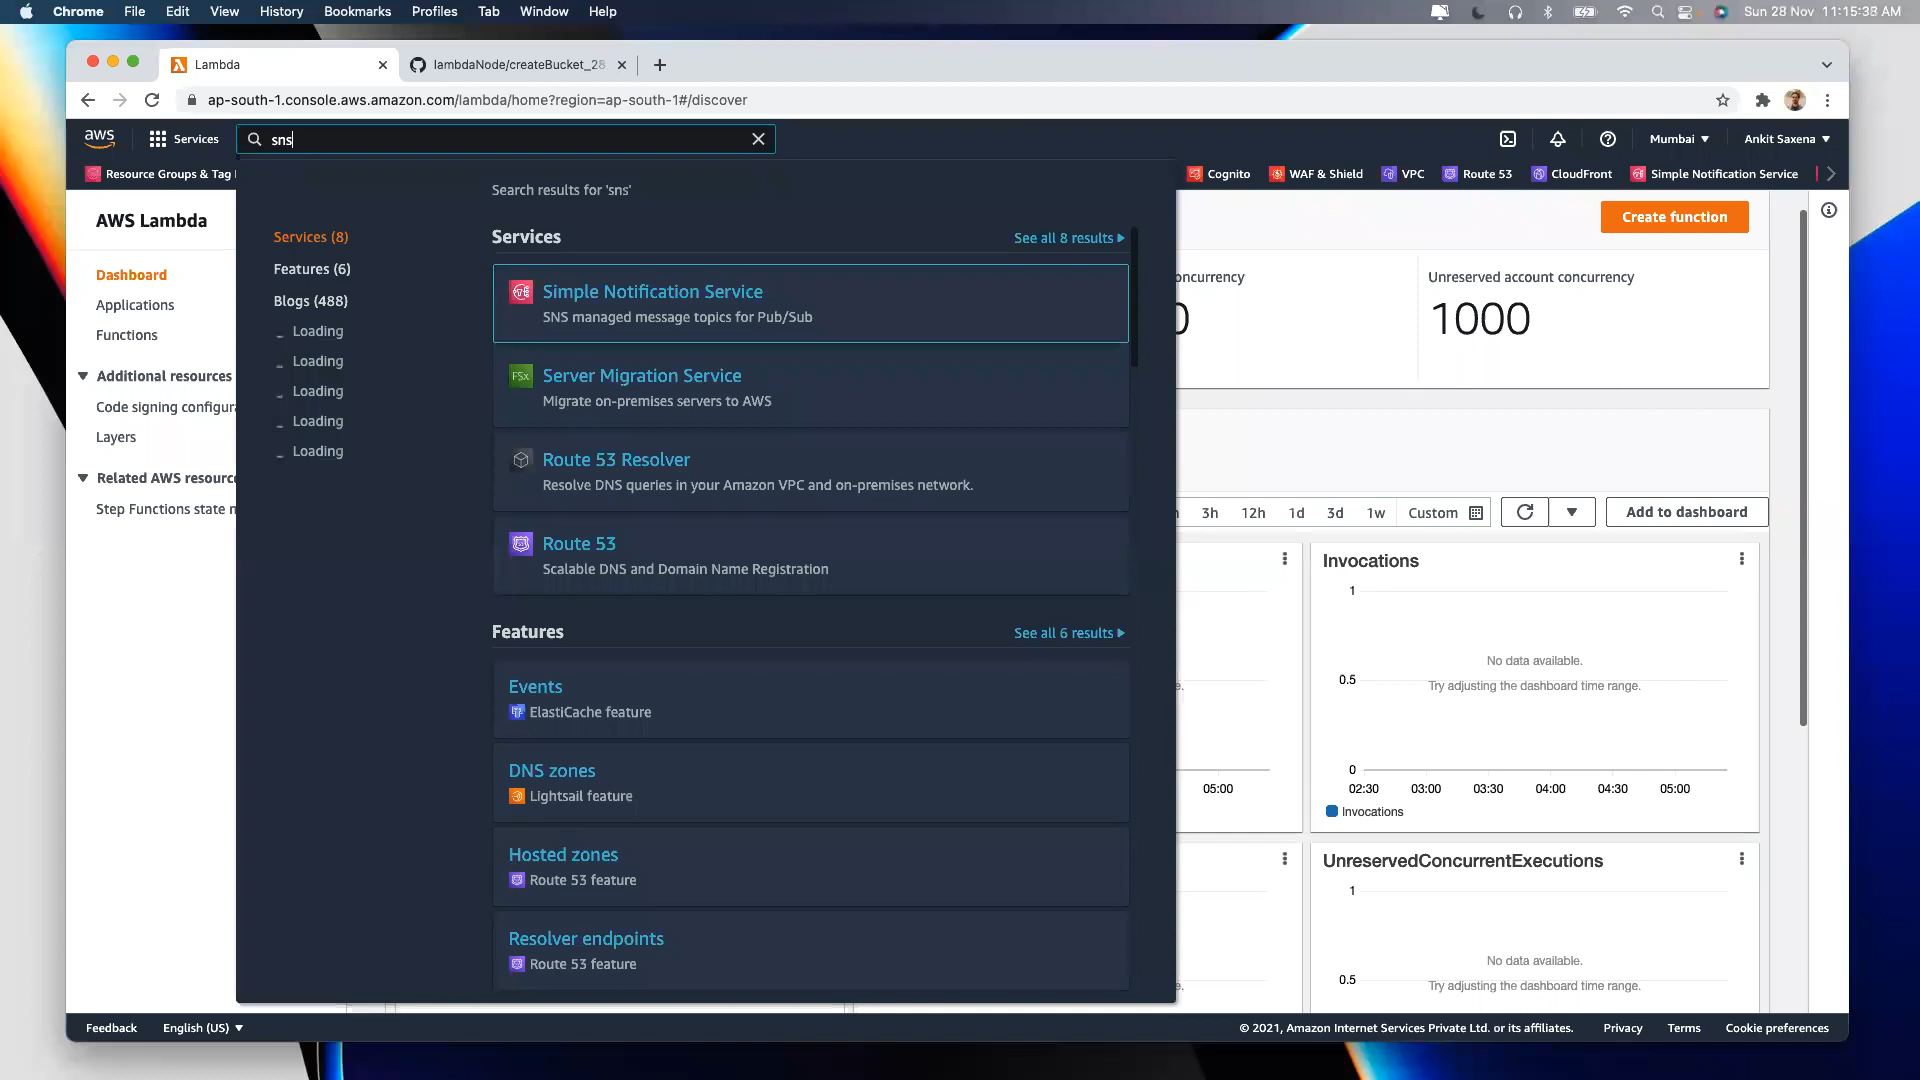 Chrome File Edit View History Bookmarks Profiles Tab Window Help
Sun 28 Nov 11:15:38 AM
Lambda
lambdaNode/createBucket_28
ap-south-1.console.aws.amazon.com/lambda/home?region=ap-south-1#/discover
aws Services sns Mumbai Ankit Saxena
Resource Groups & Tag Cognito WAF & Shield VPC Route 53 CloudFront Simple Notification Service
AWS Lambda
Dashboard
Applications
Functions
Additional resources
Code signing configura
Layers
Related AWS resourc
Step Functions state
Search results for 'sns'
Services (8)
Features (6)
Blogs (488)
Loading
Loading
Loading
Loading
Loading
Services See all 8 results
Simple Notification Service
SNS managed message topics for Pub/Sub
FSx
Server Migration Service
Migrate on-premises servers to AWS
Route 53 Resolver
Resolve DNS queries in your Amazon VPC and on-premises network.
Route 53
Scalable DNS and Domain Name Registration
Features See all 6 results
Events
ElastiCache feature
DNS zones
Lightsail feature
Hosted zones
Route 53 feature
Resolver endpoints
Route 53 feature
Create function
oncurrency
Unreserved account concurrency
1000
3h 12h 1d 3d 1w Custom Add to dashboard
05:00
Invocations
1
No data available.
0.5
Try adjusting the dashboard time range.
0
02:30 03:00 03:30 04:00 04:30 05:00
Invocations
UnreservedConcurrentExecutions
1
No data available.
0.5
Try adjusting the dashboard time range.
Feedback English (US)
© 2021, Amazon Internet Services Private Ltd. or its affiliates. Privacy Terms Cookie preferences